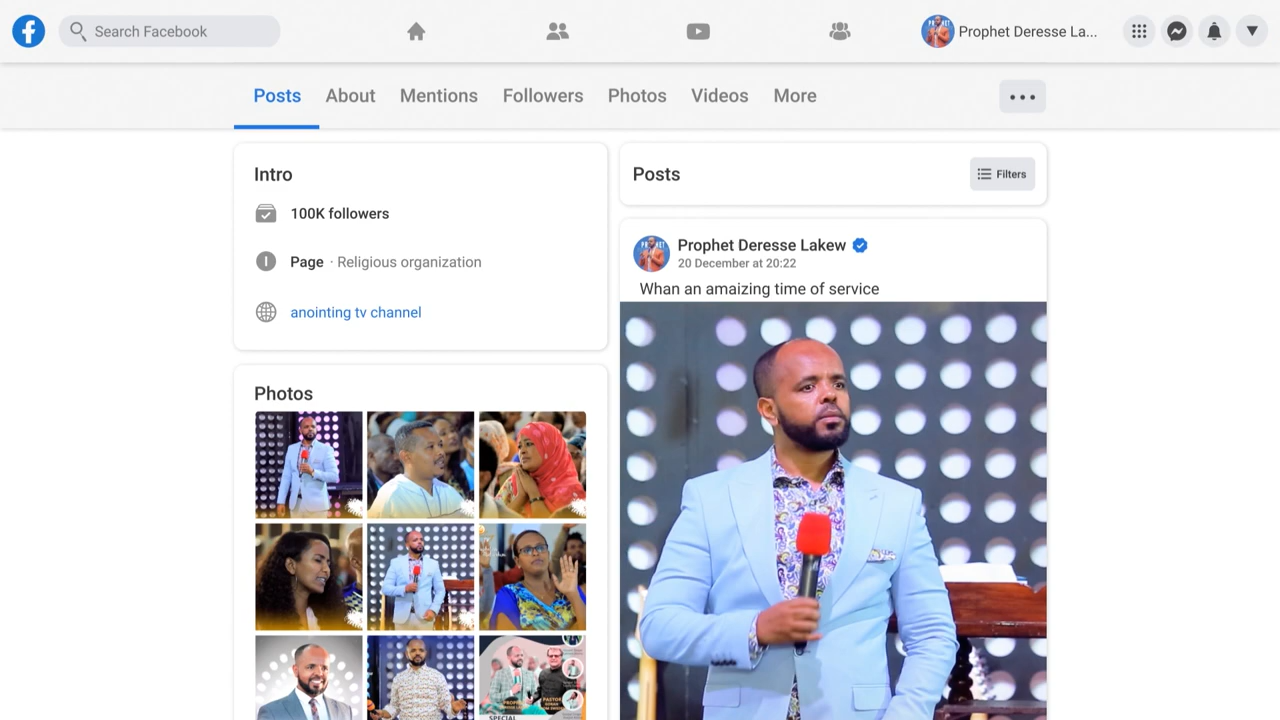 Search Facebook
Prophet Deresse La...
Posts About Mentions Followers Photos Videos More
Intro
100K followers
Page · Religious organization
anointing tv channel
Photos
SPECIAL
Posts
Filters
Prophet Deresse Lakew
20 December at 20:22
Whan an amaizing time of service